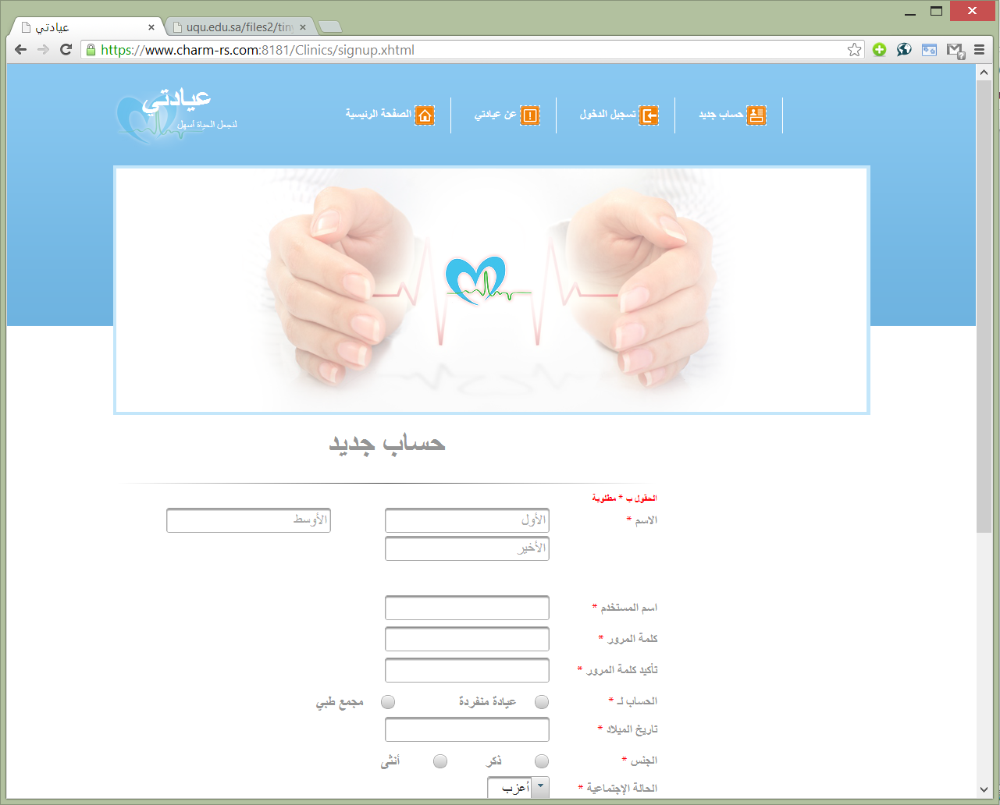 عيادتي
uqu.edu.sa/files2/tin
https://www.charm-rs.com:8181/Clinics/signup.xhtml
عيادتي
لنجعل الحياة أسهل
حساب جديد
تسجيل الدخول
عن عيادتي
الصفحة الرئيسية
حساب جديد
الحقول ب * مطلوبة
الاسم * الأول الأوسط
الأخير
اسم المستخدم *
كلمة المرور *
تأكيد كلمة المرور *
الحساب لـ * عيادة منفردة مجمع طبي
تاريخ الميلاد *
الجنس * ذكر أنثى
الحالة الإجتماعية * أعزب